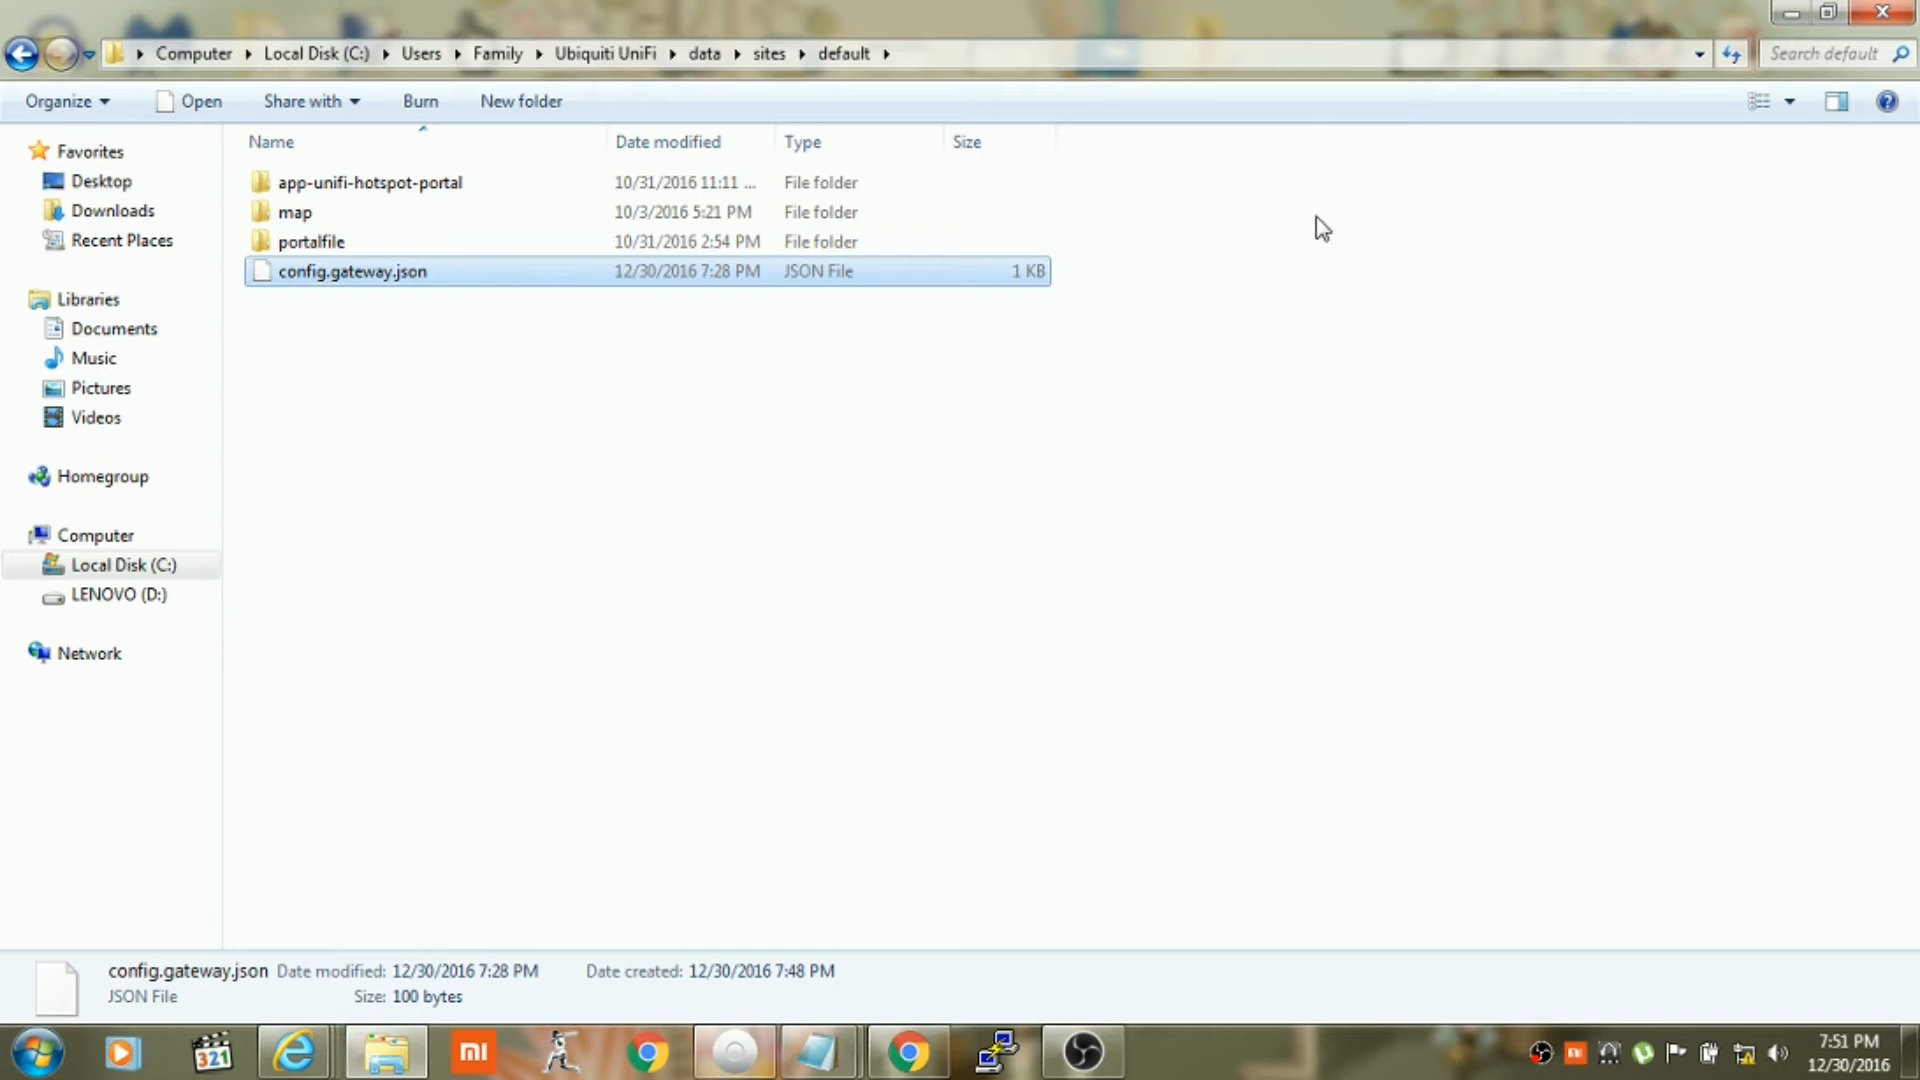 Computer Local Disk (C:) Users Family Ubiquiti UniFi data sites default Search default
Organize Open Share with Burn New folder
Name Date modified Type Size
app-unifi-hotspot-portal 10/31/2016 11:11 ... File folder
map 10/3/2016 5:21 PM File folder
portalfile 10/31/2016 2:54 PM File folder
config.gateway.json 12/30/2016 7:28 PM JSON File 1 KB
Favorites
Desktop
Downloads
Recent Places
Libraries
Documents
Music
Pictures
Videos
Homegroup
Computer
Local Disk (C:)
LENOVO (D:)
Network
config.gateway.json Date modified: 12/30/2016 7:28 PM Date created: 12/30/2016 7:48 PM
JSON File Size: 100 bytes
321
mi
mi
7:51 PM
12/30/2016